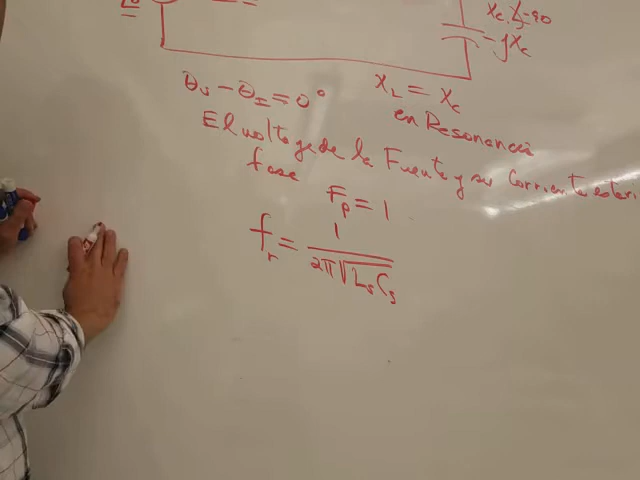 Xc ∠-90
-jXc
θv - θI = 0°
XL = Xc
en Resonancia
El voltaje de la Fuente y su Corriente estan
fase
Fp = 1
fr = 1 / 2π√LsCs